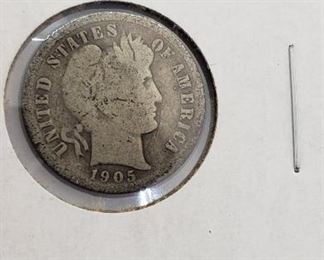 UNITED STATES OF AMERICA
1905